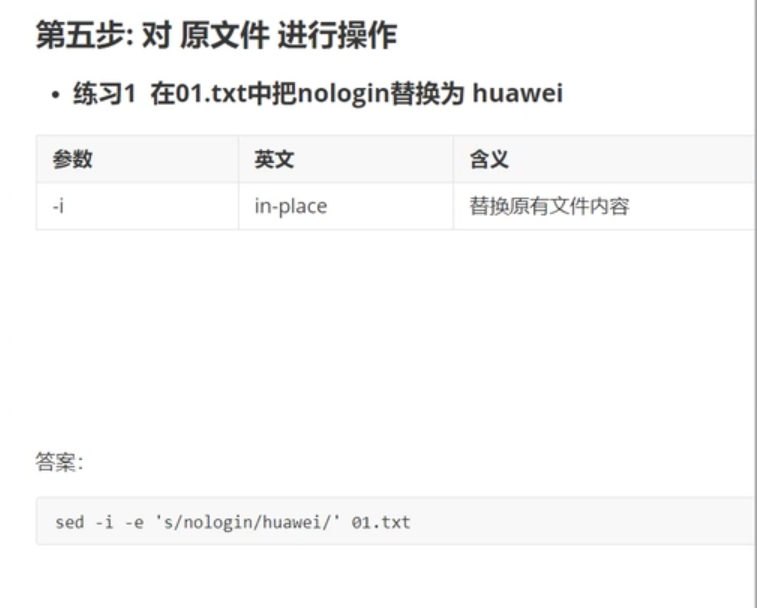 第五步: 对 原文件 进行操作
• 练习1 在01.txt中把nologin替换为 huawei
参数 英文 含义
-i in-place 替换原有文件内容
答案：
sed -i -e 's/nologin/huawei/' 01.txt